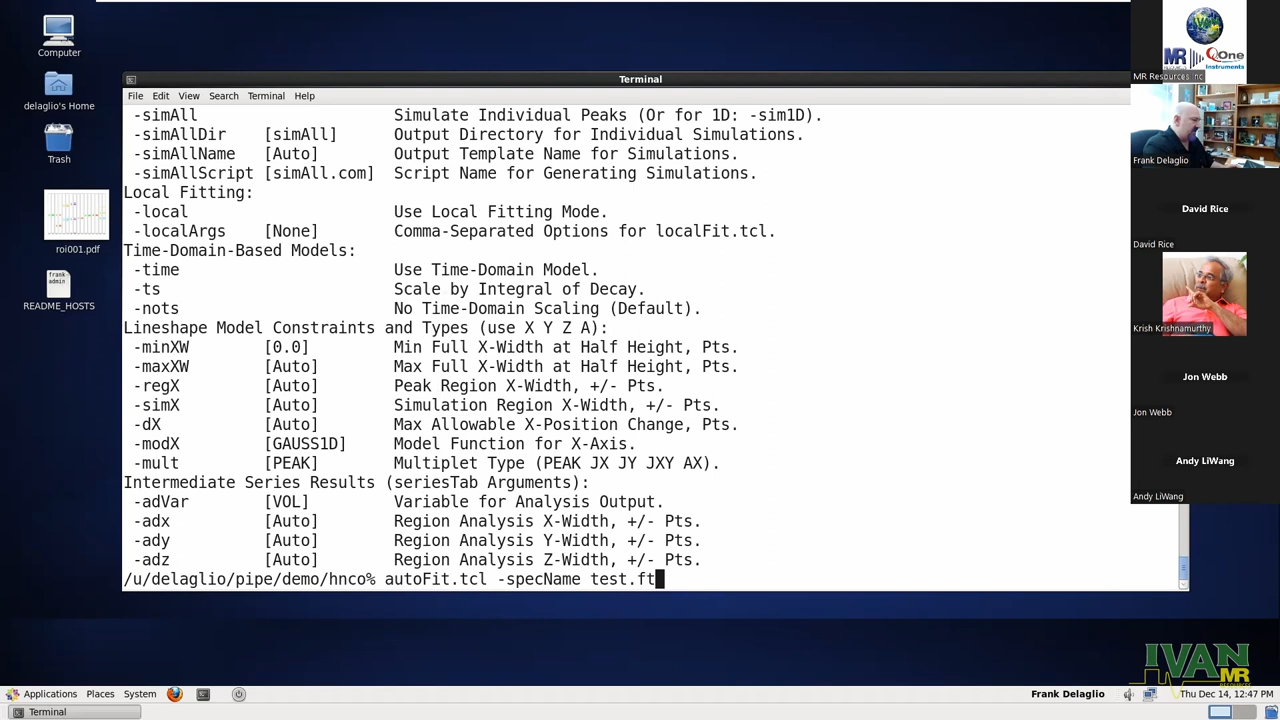 Computer
delaglio's Home
Trash
roi001.pdf
frank
admin
README_HOSTS
Terminal
File Edit View Search Terminal Help
-simAll Simulate Individual Peaks (Or for 1D: -sim1D).
-simAllDir [simAll] Output Directory for Individual Simulations.
-simAllName [Auto] Output Template Name for Simulations.
-simAllScript [simAll.com] Script Name for Generating Simulations.
Local Fitting:
-local Use Local Fitting Mode.
-localArgs [None] Comma-Separated Options for localFit.tcl.
Time-Domain-Based Models:
-time Use Time-Domain Model.
-ts Scale by Integral of Decay.
-nots No Time-Domain Scaling (Default).
Lineshape Model Constraints and Types (use X Y Z A):
-minXW [0.0] Min Full X-Width at Half Height, Pts.
-maxXW [Auto] Max Full X-Width at Half Height, Pts.
-regX [Auto] Peak Region X-Width, +/- Pts.
-simX [Auto] Simulation Region X-Width, +/- Pts.
-dX [Auto] Max Allowable X-Position Change, Pts.
-modX [GAUSS1D] Model Function for X-Axis.
-mult [PEAK] Multiplet Type (PEAK JX JY JXY AX).
Intermediate Series Results (seriesTab Arguments):
-adVar [VOL] Variable for Analysis Output.
-adx [Auto] Region Analysis X-Width, +/- Pts.
-ady [Auto] Region Analysis Y-Width, +/- Pts.
-adz [Auto] Region Analysis Z-Width, +/- Pts.
/u/delaglio/pipe/demo/hnco% autoFit.tcl -specName test.ft
MR QOne
Instruments
MR Resources Inc
Frank Delaglio
David Rice
David Rice
Krish Krishnamurthy
Jon Webb
Jon Webb
Andy LiWang
Andy LiWang
IVAN
MR RESOURCES
Applications Places System Frank Delaglio Thu Dec 14, 12:47 PM
Terminal